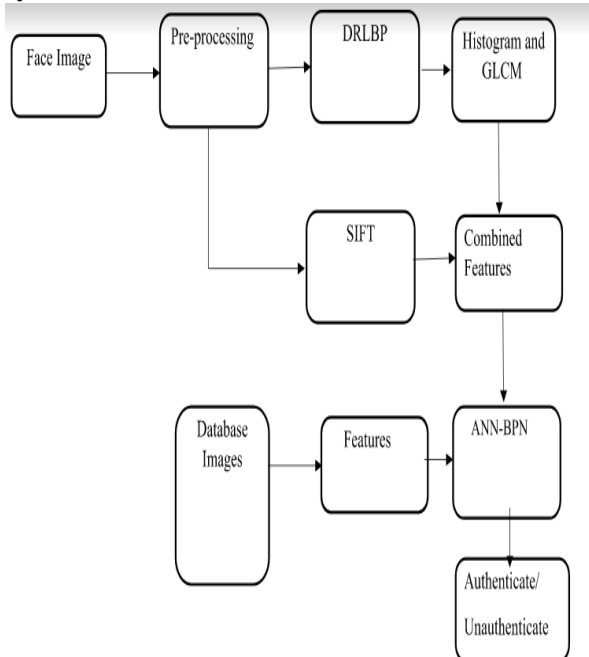 Face Image
Pre-processing
DRLBP
Histogram and
GLCM
SIFT
Combined
Features
Database
Images
Features
ANN-BPN
Authenticate/
Unauthenticate